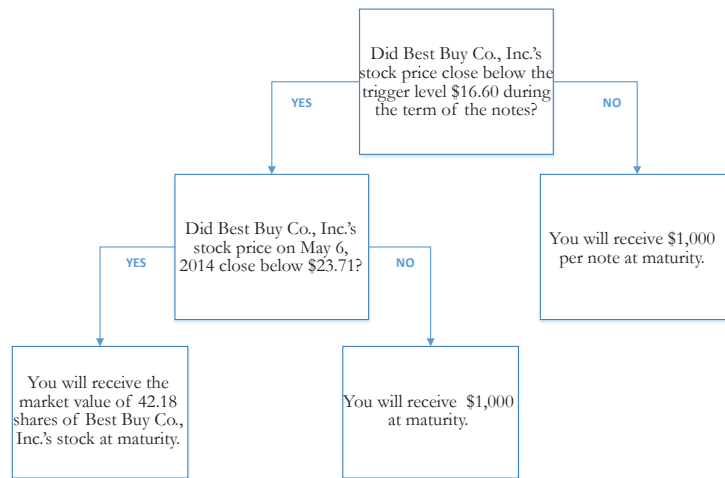 Did Best Buy Co., Inc.'s
stock price close below the
trigger level $16.60 during
the term of the notes?
YES
NO
Did Best Buy Co., Inc.'s
stock price on May 6,
2014 close below $23.71?
You will receive $1,000
per note at maturity.
YES
NO
You will receive the
market value of 42.18
shares of Best Buy Co.,
Inc.'s stock at maturity.
You will receive $1,000
at maturity.